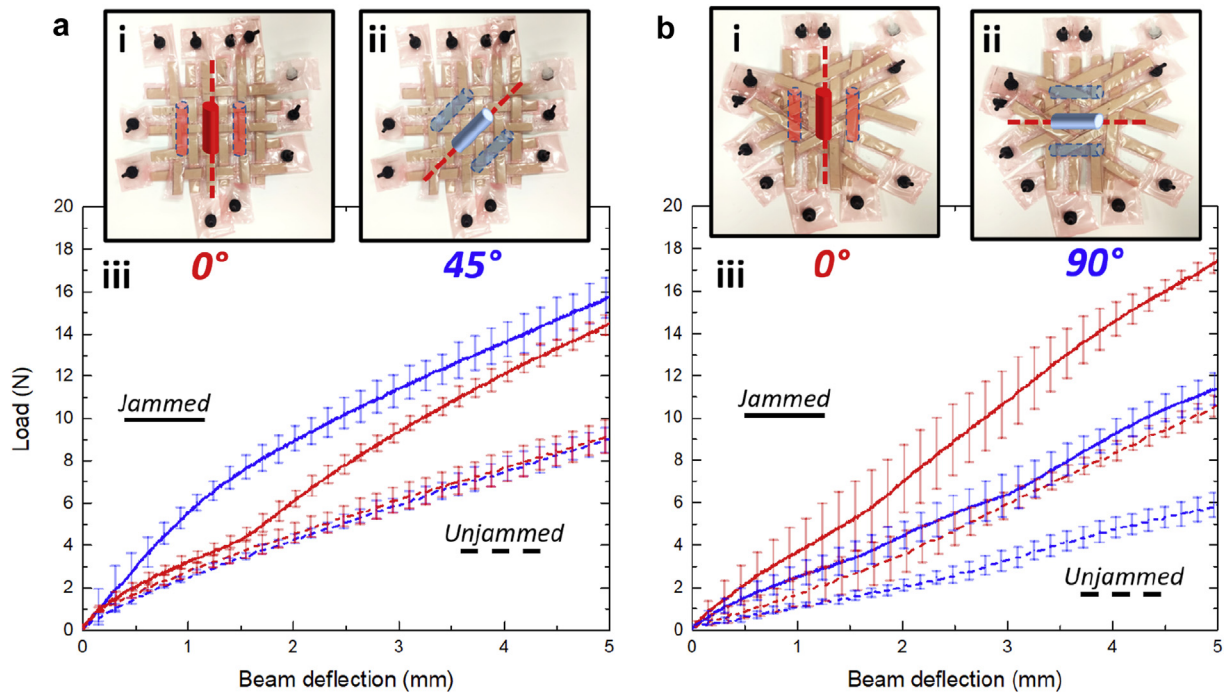 a
i
ii
0°
45°
iii
Load (N)
20
18
16
14
12
10
8
6
4
2
0
Jammed
Unjammed
0 1 2 3 4 5
Beam deflection (mm)
b
i
ii
0°
90°
iii
20
18
16
14
12
10
8
6
4
2
0
Jammed
Unjammed
0 1 2 3 4 5
Beam deflection (mm)